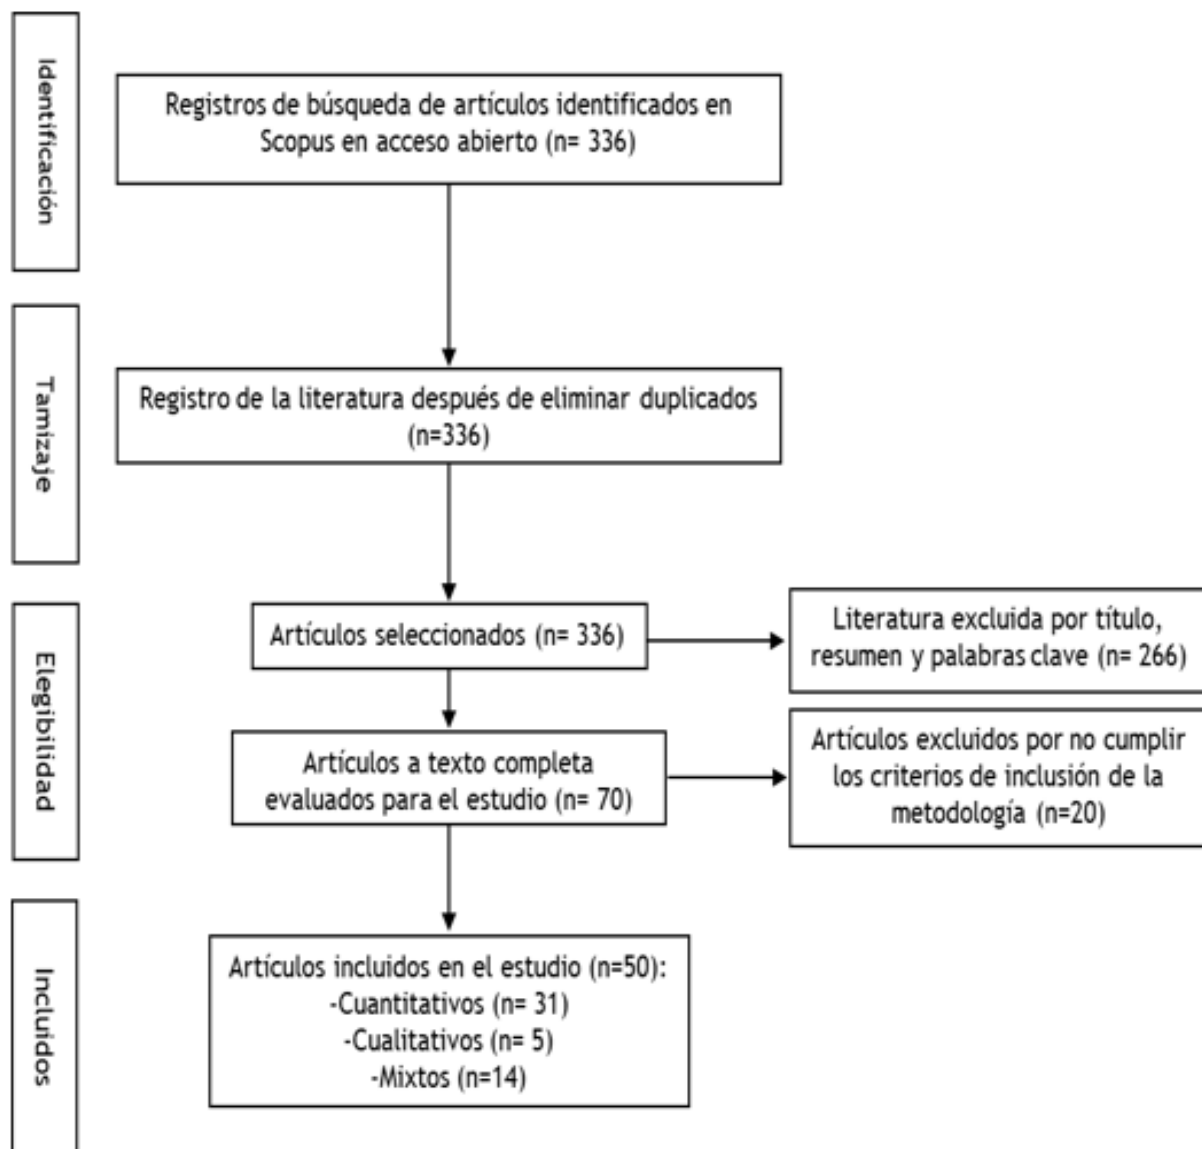 Identificación
Registros de búsqueda de artículos identificados en
Scopus en acceso abierto (n= 336)
Tamizaje
Registro de la literatura después de eliminar duplicados
(n=336)
Elegibilidad
Artículos seleccionados (n= 336)
Literatura excluida por título,
resumen y palabras clave (n= 266)
Artículos a texto completa
evaluados para el estudio (n= 70)
Artículos excluidos por no cumplir
los criterios de inclusión de la
metodología (n=20)
Incluidos
Artículos incluidos en el estudio (n=50):
-Cuantitativos (n= 31)
-Cualitativos (n= 5)
-Mixtos (n=14)